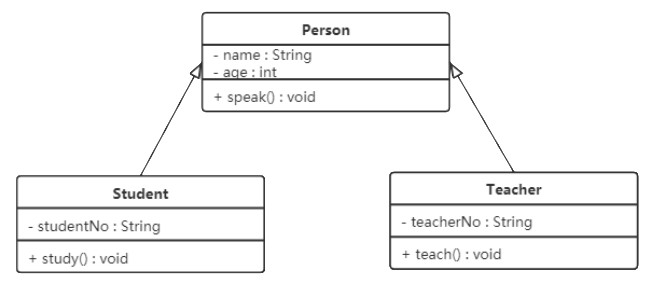 Person
- name : String
- age : int
+ speak() : void
Student
- studentNo : String
+ study() : void
Teacher
- teacherNo : String
+ teach() : void